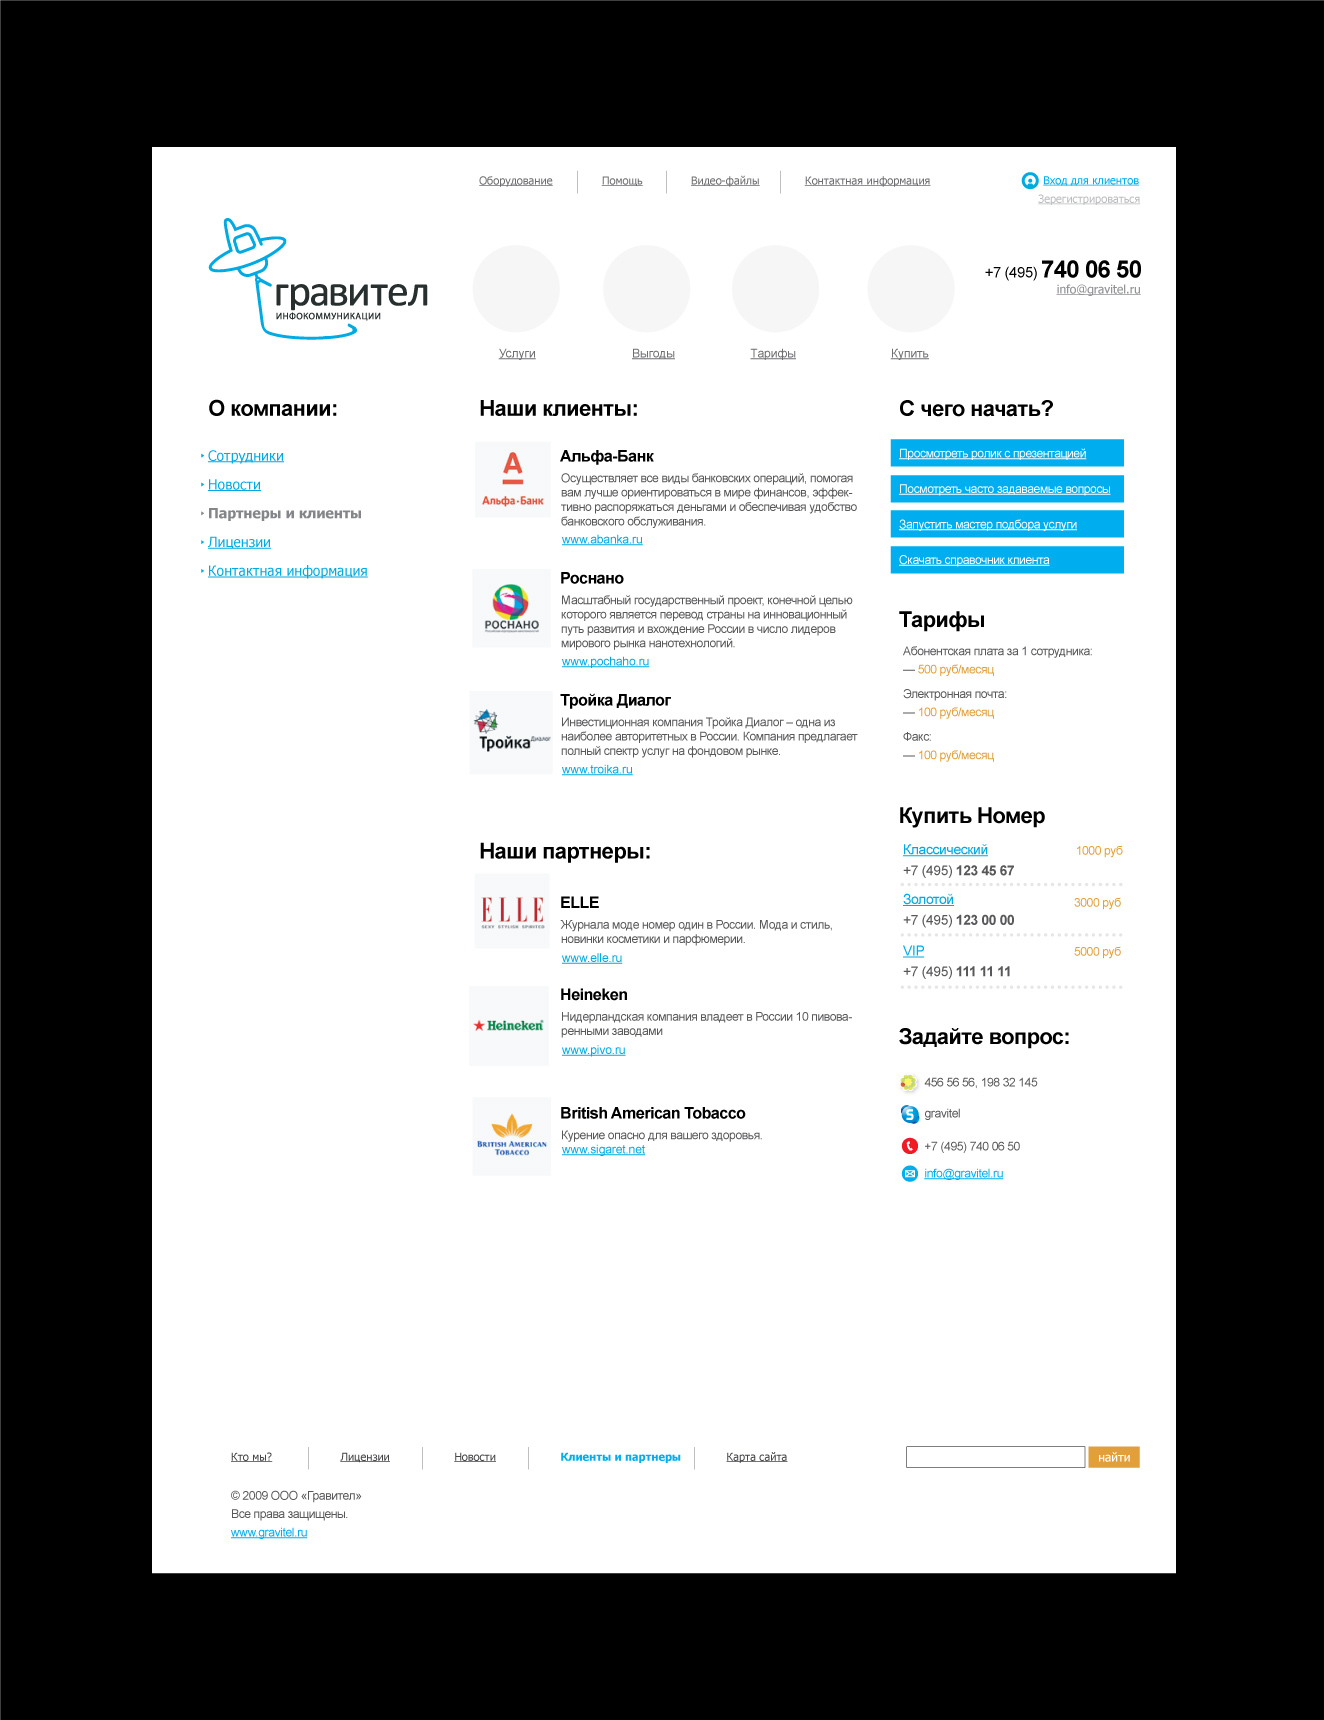 Оборудование
Помощь
Видео-файлы
Контактная информация
Вход для клиентов
Зерегистрироваться
гравител
ИНФОКОММУНИКАЦИИ
+7 (495) 740 06 50
info@gravitel.ru
Услуги
Выгоды
Тарифы
Купить
О компании:
Сотрудники
Новости
Партнеры и клиенты
Лицензии
Контактная информация
Наши клиенты:
Альфа·Банк
Альфа-Банк
Осуществляет все виды банковских операций, помогая
вам лучше ориентироваться в мире финансов, эффек-
тивно распоряжаться деньгами и обеспечивая удобство
банковского обслуживания.
www.abanka.ru
РОСНАНО
Роснано
Масштабный государственный проект, конечной целью
которого является перевод страны на инновационный
путь развития и вхождение России в число лидеров
мирового рынка нанотехнологий.
www.pochaho.ru
Тройка Диалог
Тройка Диалог
Инвестиционная компания Тройка Диалог – одна из
наиболее авторитетных в России. Компания предлагает
полный спектр услуг на фондовом рынке.
www.troika.ru
Наши партнеры:
ELLE
SEXY STYLISH SPIRITED
ELLE
Журнала моде номер один в России. Мода и стиль,
новинки косметики и парфюмерии.
www.elle.ru
Heineken
Heineken
Нидерландская компания владеет в России 10 пивова-
ренными заводами
www.pivo.ru
BRITISH AMERICAN
TOBACCO
British American Tobacco
Курение опасно для вашего здоровья.
www.sigaret.net
С чего начать?
Просмотреть ролик с презентацией
Посмотреть часто задаваемые вопросы
Запустить мастер подбора услуги
Скачать справочник клиента
Тарифы
Абонентская плата за 1 сотрудника:
— 500 руб/месяц
Электронная почта:
— 100 руб/месяц
Факс:
— 100 руб/месяц
Купить Номер
Классический 1000 руб
+7 (495) 123 45 67
Золотой 3000 руб
+7 (495) 123 00 00
VIP 5000 руб
+7 (495) 111 11 11
Задайте вопрос:
456 56 56, 198 32 145
gravitel
+7 (495) 740 06 50
info@gravitel.ru
Кто мы?
Лицензии
Новости
Клиенты и партнеры
Карта сайта
найти
© 2009 ООО «Гравител»
Все права защищены.
www.gravitel.ru